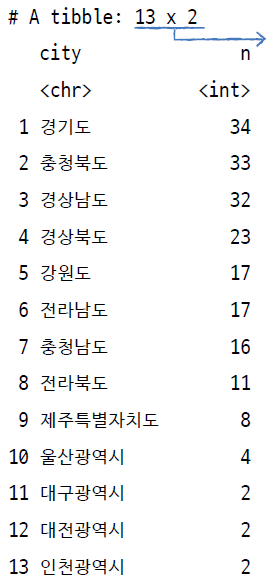 # A tibble: 13 x 2
city n
<chr> <int>
1 경기도 34
2 충청북도 33
3 경상남도 32
4 경상북도 23
5 강원도 17
6 전라남도 17
7 충청남도 16
8 전라북도 11
9 제주특별자치도 8
10 울산광역시 4
11 대구광역시 2
12 대전광역시 2
13 인천광역시 2